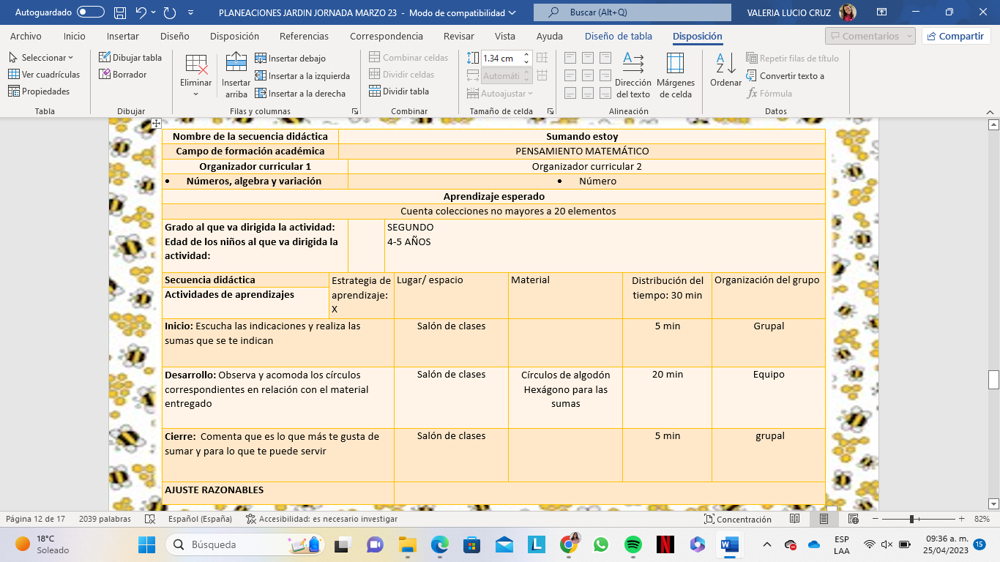 Autoguardado
PLANEACIONES JARDIN JORNADA MARZO 23 - Modo de compatibilidad
Buscar (Alt+Q)
VALERIA LUCIO CRUZ
Archivo Inicio Insertar Diseño Disposición Referencias Correspondencia Revisar Vista Ayuda Diseño de tabla Disposición
Comentarios
Compartir
Seleccionar
Ver cuadrículas
Propiedades
Tabla
Dibujar tabla
Borrador
Dibujar
Eliminar
Insertar
arriba
Insertar debajo
Insertar a la izquierda
Insertar a la derecha
Filas y columnas
Combinar celdas
Dividir celdas
Dividir tabla
Combinar
1.34 cm
Automáti
Autoajustar
Tamaño de celda
Dirección
del texto
Márgenes
de celda
Alineación
Ordenar
Repetir filas de título
Convertir texto a
Fórmula
Datos
Nombre de la secuencia didáctica
Sumando estoy
Campo de formación académica
PENSAMIENTO MATEMÁTICO
Organizador curricular 1
Organizador curricular 2
• Números, algebra y variación
• Número
Aprendizaje esperado
Cuenta colecciones no mayores a 20 elementos
Grado al que va dirigida la actividad:
Edad de los niños al que va dirigida la
actividad:
SEGUNDO
4-5 AÑOS
Secuencia didáctica
Actividades de aprendizajes
Estrategia de
aprendizaje:
X
Lugar/ espacio
Material
Distribución del
tiempo: 30 min
Organización del grupo
Inicio: Escucha las indicaciones y realiza las
sumas que se te indican
Salón de clases
5 min
Grupal
Desarrollo: Observa y acomoda los círculos
correspondientes en relación con el material
entregado
Salón de clases
Círculos de algodón
Hexágono para las
sumas
20 min
Equipo
Cierre: Comenta que es lo que más te gusta de
sumar y para lo que te puede servir
Salón de clases
5 min
grupal
AJUSTE RAZONABLES
Página 12 de 17
2039 palabras
Español (España)
Accesibilidad: es necesario investigar
Concentración
82%
18°C
Soleado
Búsqueda
ESP
LAA
09:36 a. m.
25/04/2023
15